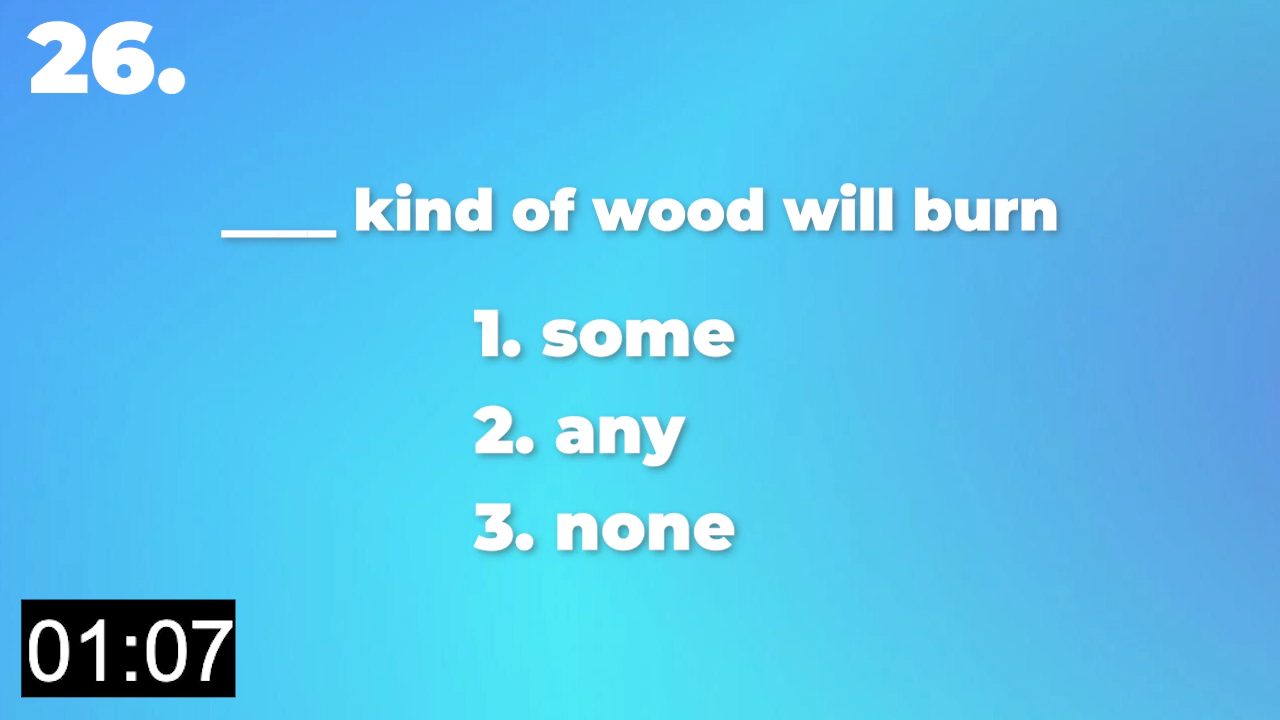 26.
____ kind of wood will burn
1. some
2. any
3. none
01:07